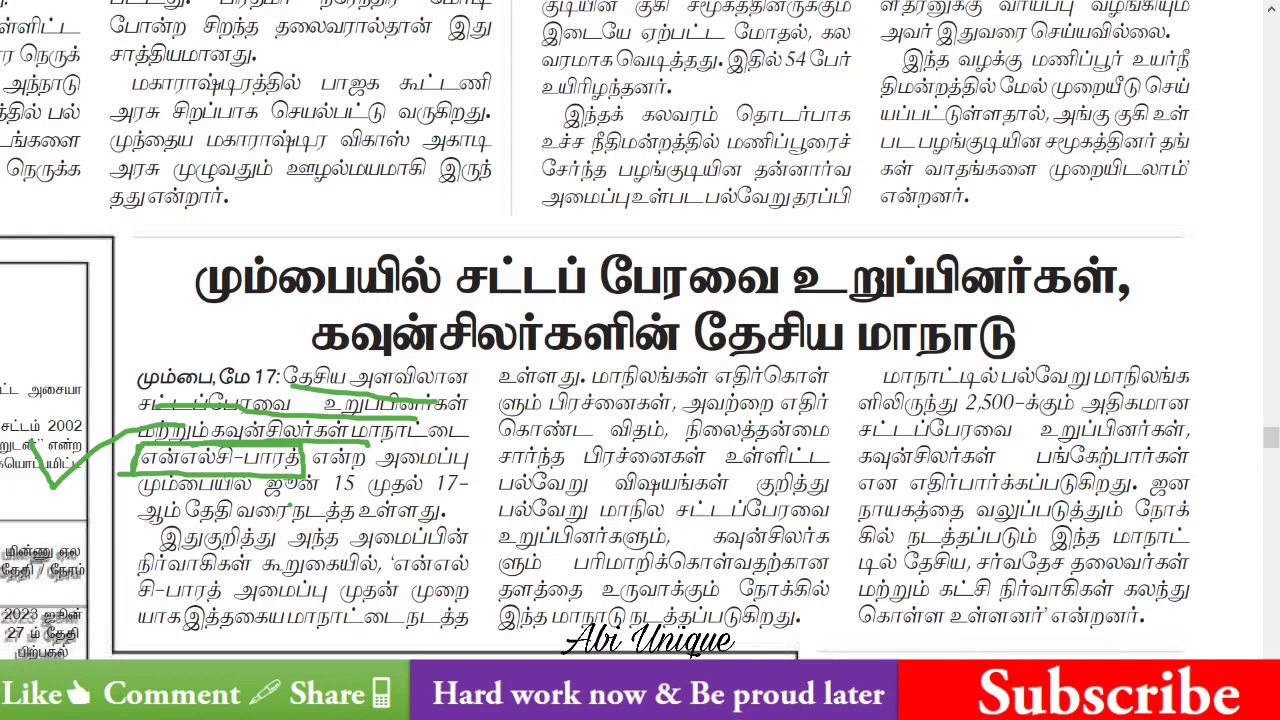 போன்ற சிறந்த தலைவரால்தான் இது
சாத்தியமானது.
மகாராஷ்டிரத்தில் பாஜக கூட்டணி
அரசு சிறப்பாக செயல்பட்டு வருகிறது.
முந்தைய மகாராஷ்டிர விகாஸ் அகாடி
அரசு முழுவதும் ஊழல்மயமாகி இருந்
தது என்றார்.
இடையே ஏற்பட்ட மோதல், கல
வரமாக வெடித்தது. இதில் 54 பேர்
உயிரிழந்தனர்.
இந்தக் கலவரம் தொடர்பாக
உச்ச நீதிமன்றத்தில் மணிப்பூரைச்
சேர்ந்த பழங்குடியின தன்னார்வ
அமைப்பு உள்பட பல்வேறு தரப்பி
அவர் இதுவரை செய்யவில்லை.
இந்த வழக்கு மணிப்பூர் உயர்நீ
திமன்றத்தில் மேல் முறையீடு செய்
யப்பட்டுள்ளதால், அங்கு குகி உள்
பட பழங்குடியின சமூகத்தினர் தங்
கள் வாதங்களை முறையிடலாம்'
என்றனர்.
மும்பையில் சட்டப் பேரவை உறுப்பினர்கள்,
கவுன்சிலர்களின் தேசிய மாநாடு
மும்பை, மே 17: தேசிய அளவிலான
சட்டப்பேரவை உறுப்பினர்கள்
மற்றும் கவுன்சிலர்கள் மாநாட்டை
என்எல்சி-பாரத் என்ற அமைப்பு
மும்பையில் ஜூன் 15 முதல் 17-
ஆம் தேதி வரை நடத்த உள்ளது.
இதுகுறித்து அந்த அமைப்பின்
நிர்வாகிகள் கூறுகையில், 'என்எல்
சி-பாரத் அமைப்பு முதன் முறை
யாக இத்தகைய மாநாட்டை நடத்த
உள்ளது. மாநிலங்கள் எதிர்கொள்
ளும் பிரச்னைகள், அவற்றை எதிர்
கொண்ட விதம், நிலைத்தன்மை
சார்ந்த பிரச்னைகள் உள்ளிட்ட
பல்வேறு விஷயங்கள் குறித்து
பல்வேறு மாநில சட்டப்பேரவை
உறுப்பினர்களும், கவுன்சிலர்க
ளும் பரிமாறிக்கொள்வதற்கான
தளத்தை உருவாக்கும் நோக்கில்
இந்த மாநாடு நடத்தப்படுகிறது.
மாநாட்டில் பல்வேறு மாநிலங்க
ளிலிருந்து 2,500-க்கும் அதிகமான
சட்டப்பேரவை உறுப்பினர்கள்,
கவுன்சிலர்கள் பங்கேற்பார்கள்
என எதிர்பார்க்கப்படுகிறது. ஜன
நாயகத்தை வலுப்படுத்தும் நோக்
கில் நடத்தப்படும் இந்த மாநாட்
டில் தேசிய, சர்வதேச தலைவர்கள்
மற்றும் கட்சி நிர்வாகிகள் கலந்து
கொள்ள உள்ளனர்' என்றனர்.
சட்டம் 2002
என்ற
தேதி / நேரம்
2023 ஜூன்
27 ம் தேதி
பிற்பகல்
Abi Unique
Like Comment Share
Hard work now & Be proud later
Subscribe